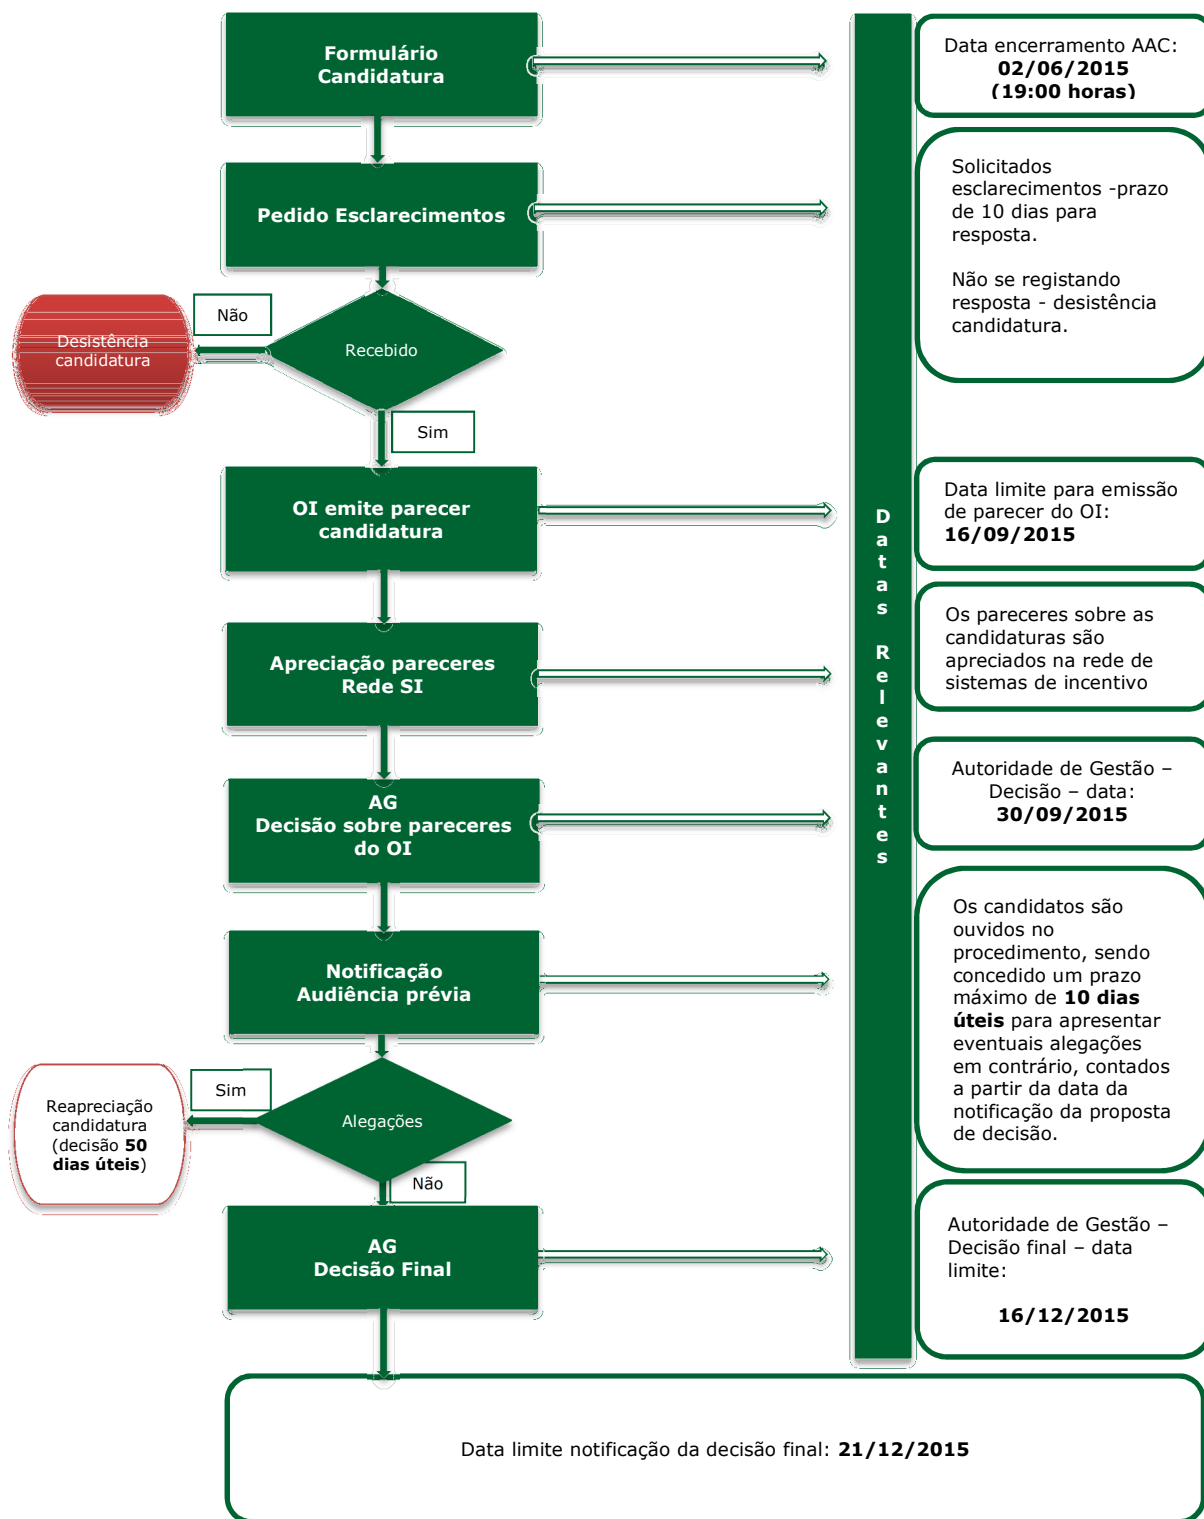 Formulário
Candidatura
Data encerramento AAC:
02/06/2015
(19:00 horas)
Pedido Esclarecimentos
Solicitados
esclarecimentos -prazo
de 10 dias para
resposta.
Não se registando
resposta - desistência
candidatura.
Não
Desistência
candidatura
Recebido
Sim
OI emite parecer
candidatura
Data limite para emissão
de parecer do OI:
16/09/2015
Datas Relevantes
Apreciação pareceres
Rede SI
Os pareceres sobre as
candidaturas são
apreciados na rede de
sistemas de incentivo
AG
Decisão sobre pareceres
do OI
Autoridade de Gestão –
Decisão – data:
30/09/2015
Notificação
Audiência prévia
Os candidatos são
ouvidos no
procedimento, sendo
concedido um prazo
máximo de 10 dias
úteis para apresentar
eventuais alegações
em contrário, contados
a partir da data da
notificação da proposta
de decisão.
Sim
Reapreciação
candidatura
(decisão 50
dias úteis)
Alegações
Não
AG
Decisão Final
Autoridade de Gestão –
Decisão final – data
limite:
16/12/2015
Data limite notificação da decisão final: 21/12/2015